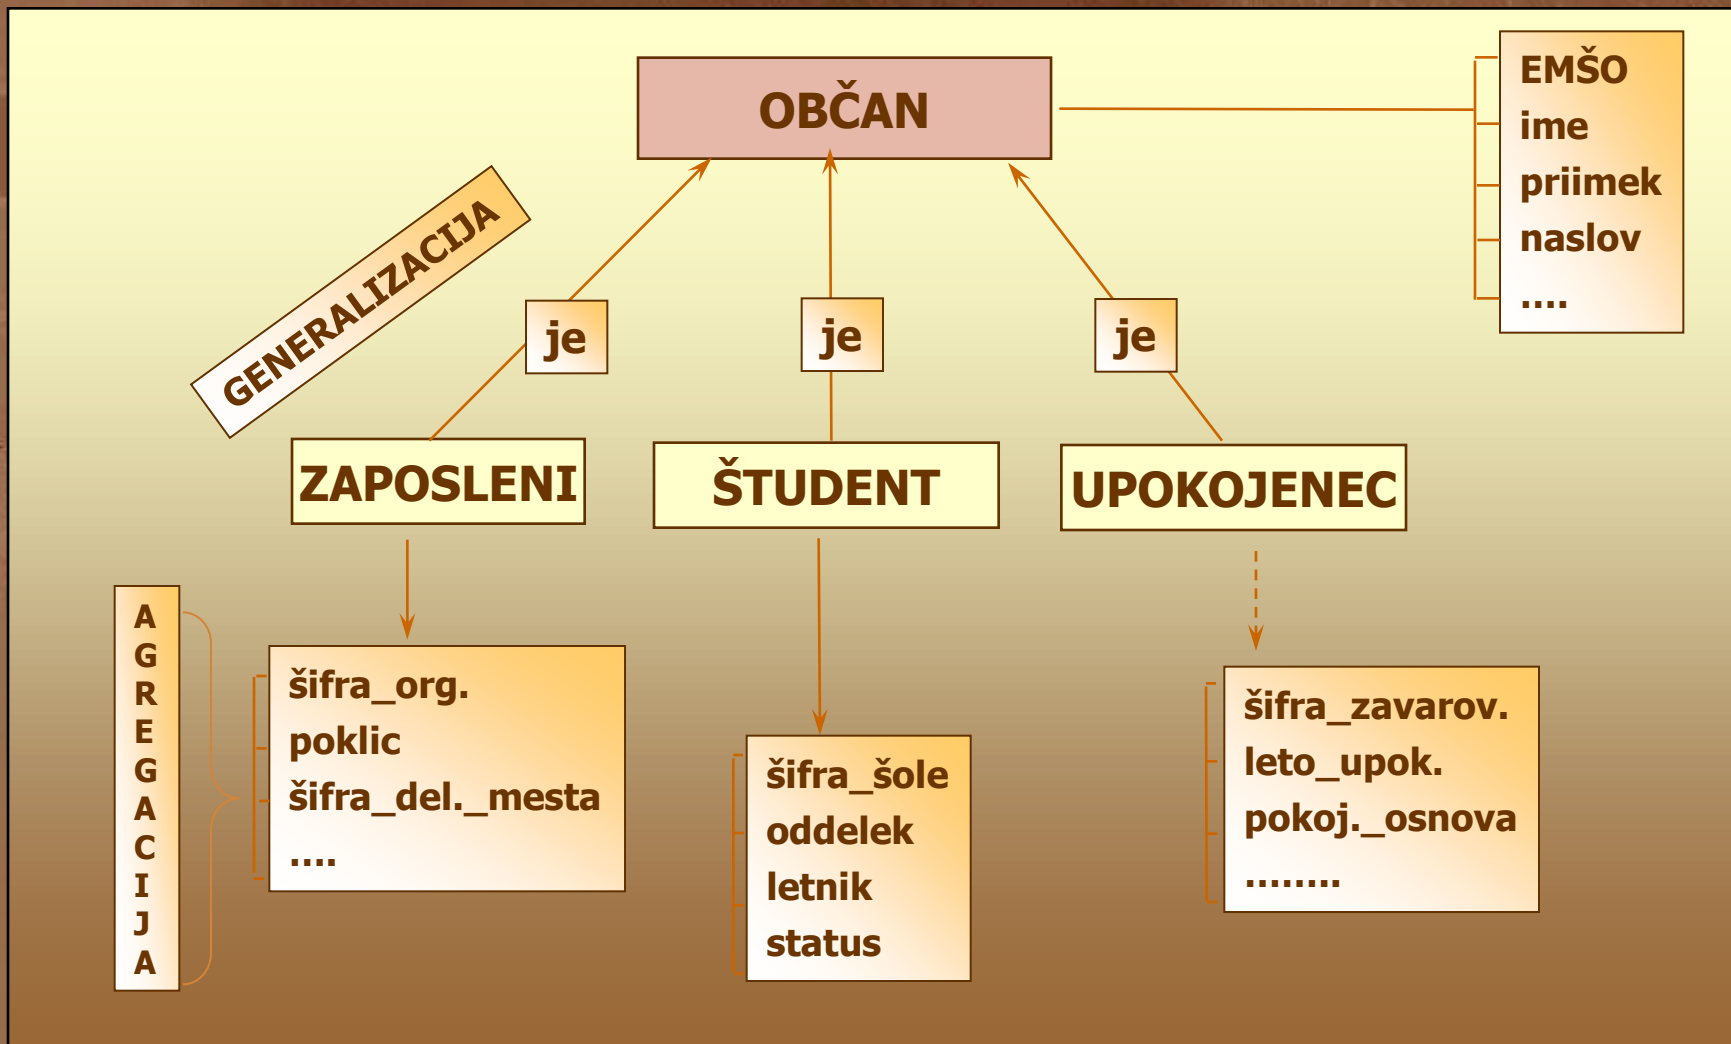 OBČAN
EMŠO
ime
priimek
naslov
....
GENERALIZACIJA
je
je
je
ZAPOSLENI
ŠTUDENT
UPOKOJENEC
AGREGACIJA
šifra_org.
poklic
šifra_del._mesta
....
šifra_šole
oddelek
letnik
status
šifra_zavarov.
leto_upok.
pokoj._osnova
........